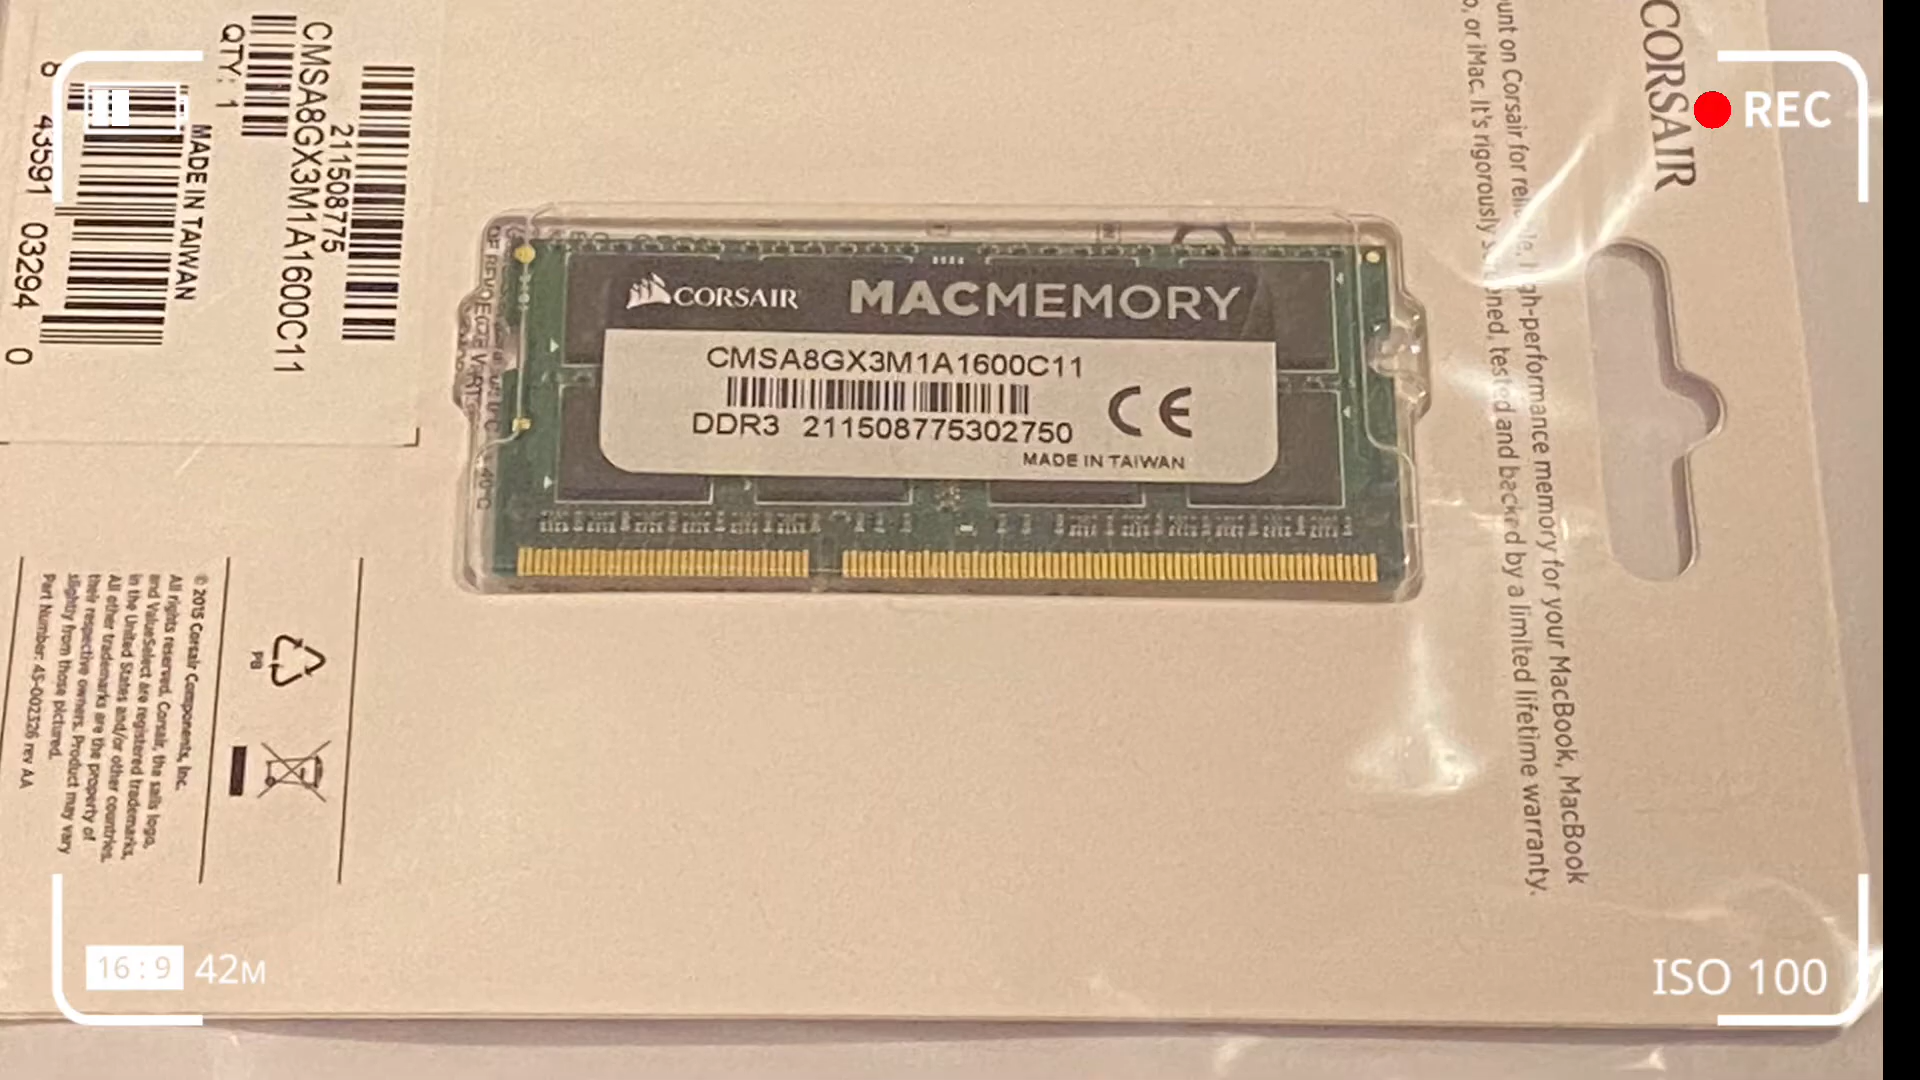 CORSAIR
unt on Corsair for high-performance memory for your MacBook, MacBook
o, or iMac. It's rigorously tested and backed by a limited lifetime warranty.
REC
CORSAIR MACMEMORY
CMSA8GX3M1A1600C11
DDR3 211508775302750
CE
MADE IN TAIWAN
211508775
CMSA8GX3M1A1600C11
QTY: 1
MADE IN TAIWAN
8 43591 03294 0
PB
© 2015 Corsair Components, Inc.
All rights reserved. Corsair, the sails logo,
and ValueSelect are registered trademarks,
in the United States and/or other countries.
All other trademarks are the property of
their respective owners. Product may vary
slightly from those pictured.
Part Number: 45-002326 rev AA
16:9 42M
ISO 100